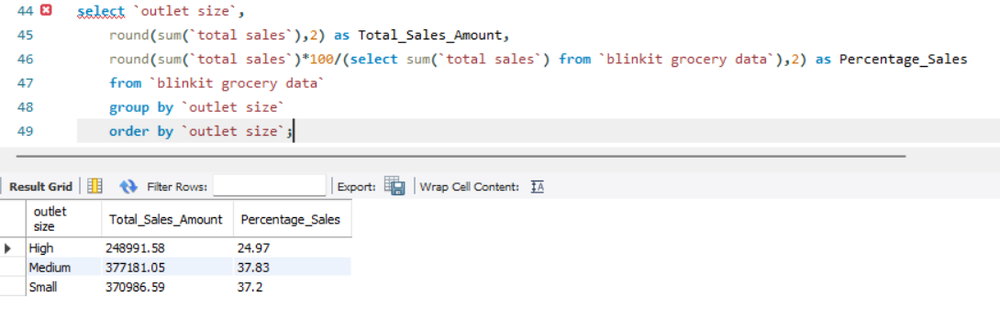 44 select `outlet size`,
45 round(sum(`total sales`),2) as Total_Sales_Amount,
46 round(sum(`total sales`)*100/(select sum(`total sales`) from `blinkit grocery data`),2) as Percentage_Sales
47 from `blinkit grocery data`
48 group by `outlet size`
49 order by `outlet size`;
Result Grid Filter Rows: Export: Wrap Cell Content: IA
outlet size Total_Sales_Amount Percentage_Sales
High 248991.58 24.97
Medium 377181.05 37.83
Small 370986.59 37.2